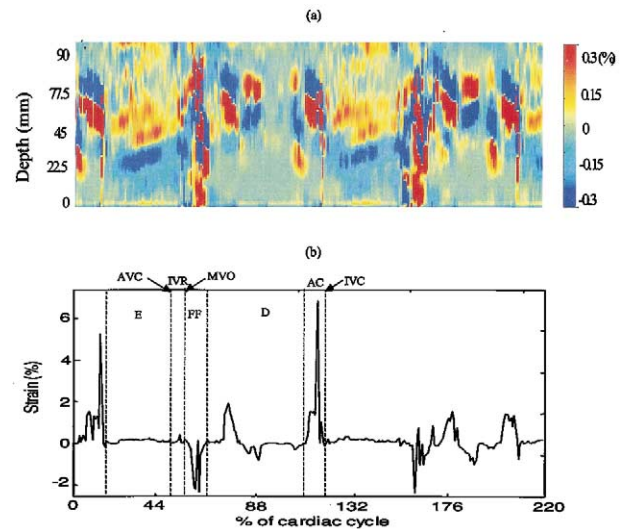 (a)
Depth (mm)
90
77.5
45
22.5
0
0.3(%)
0.15
0
-0.15
-0.3
(b)
AVC IVR MVO AC IVC
E FF D
Strain(%)
6
4
2
0
-2
0 44 88 132 176 220
% of cardiac cycle